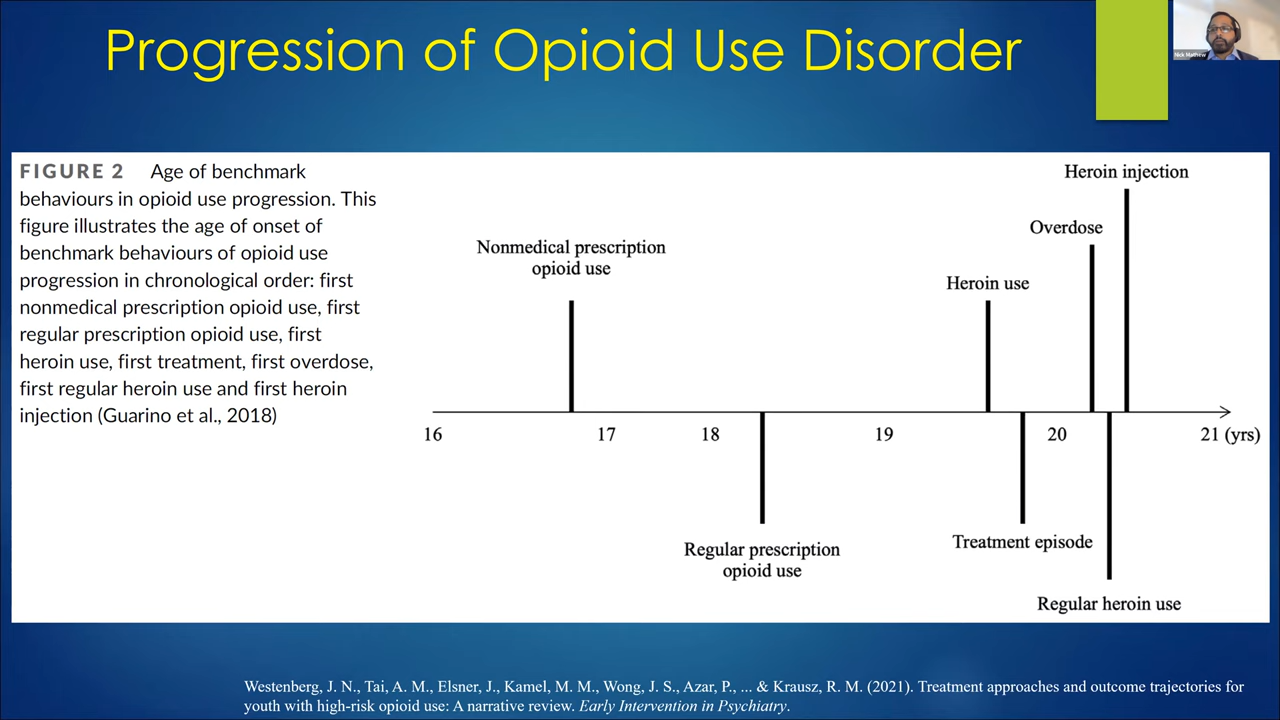 Progression of Opioid Use Disorder
Nick Mathew
FIGURE 2 Age of benchmark
behaviours in opioid use progression. This
figure illustrates the age of onset of
benchmark behaviours of opioid use
progression in chronological order: first
nonmedical prescription opioid use, first
regular prescription opioid use, first
heroin use, first treatment, first overdose,
first regular heroin use and first heroin
injection (Guarino et al., 2018)
Heroin injection
Overdose
Nonmedical prescription
opioid use
Heroin use
16 17 18 19 20 21 (yrs)
Regular prescription
opioid use
Treatment episode
Regular heroin use
Westenberg, J. N., Tai, A. M., Elsner, J., Kamel, M. M., Wong, J. S., Azar, P., ... & Krausz, R. M. (2021). Treatment approaches and outcome trajectories for
youth with high-risk opioid use: A narrative review. Early Intervention in Psychiatry.